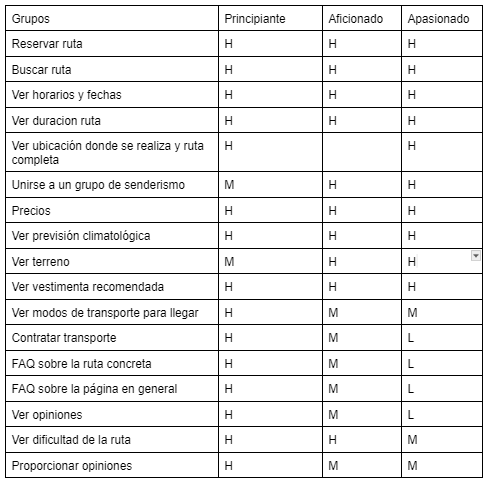 Grupos Principiante Aficionado Apasionado
Reservar ruta H H H
Buscar ruta H H H
Ver horarios y fechas H H H
Ver duracion ruta H H H
Ver ubicación donde se realiza y ruta H H
completa
Unirse a un grupo de senderismo M H H
Precios H H H
Ver previsión climatológica H H H
Ver terreno M H H
Ver vestimenta recomendada H H H
Ver modos de transporte para llegar H M M
Contratar transporte H M L
FAQ sobre la ruta concreta H M L
FAQ sobre la página en general H M L
Ver opiniones H M L
Ver dificultad de la ruta H H M
Proporcionar opiniones H M M